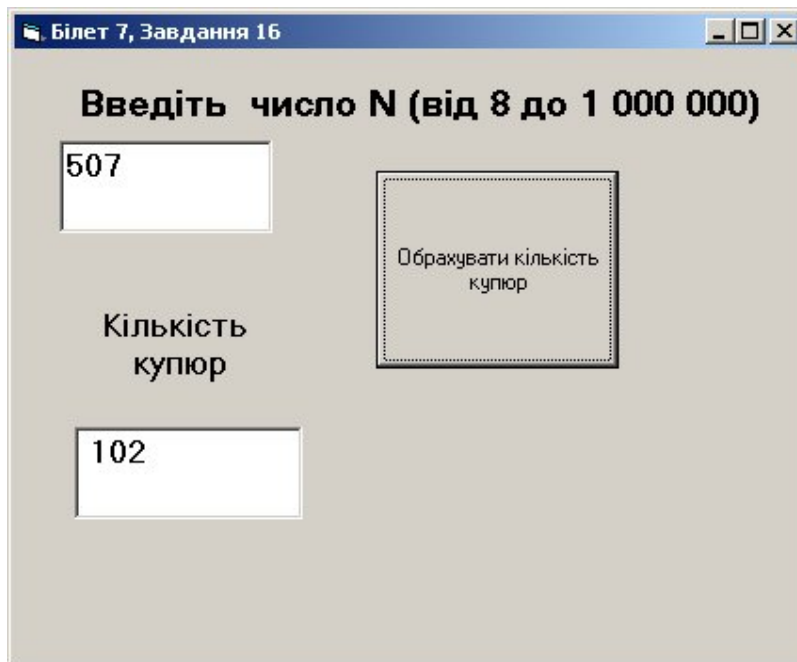 Білет 7, Завдання 16
Введіть число N (від 8 до 1 000 000)
507
Обрахувати кількість
купюр
Кількість
купюр
102